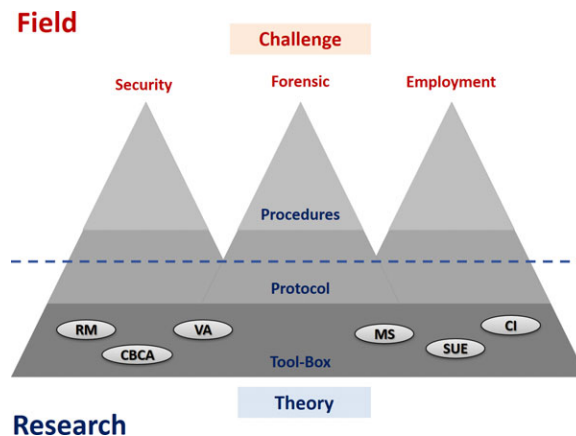 Field
Challenge
Security
Forensic
Employment
Procedures
Protocol
RM
VA
MS
CI
CBCA
SUE
Tool-Box
Theory
Research